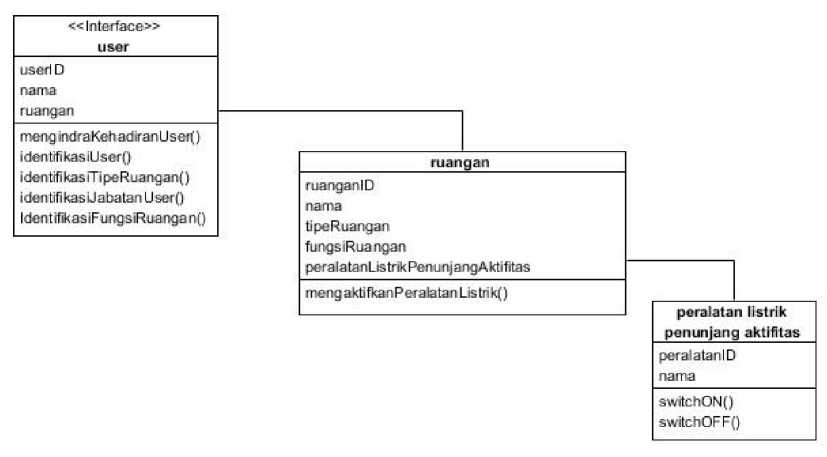 <<Interface>>
user
userID
nama
ruangan
mengindraKehadiranUser()
identifikasiUser()
identifikasiTipeRuangan()
identifikasiJabatanUser()
IdentifikasiFungsiRuangan()
ruangan
ruanganID
nama
tipeRuangan
fungsiRuangan
peralatanListrikPenunjangAktifitas
mengaktifkanPeralatanListrik()
peralatan listrik
penunjang aktifitas
peralatanID
nama
switchON()
switchOFF()